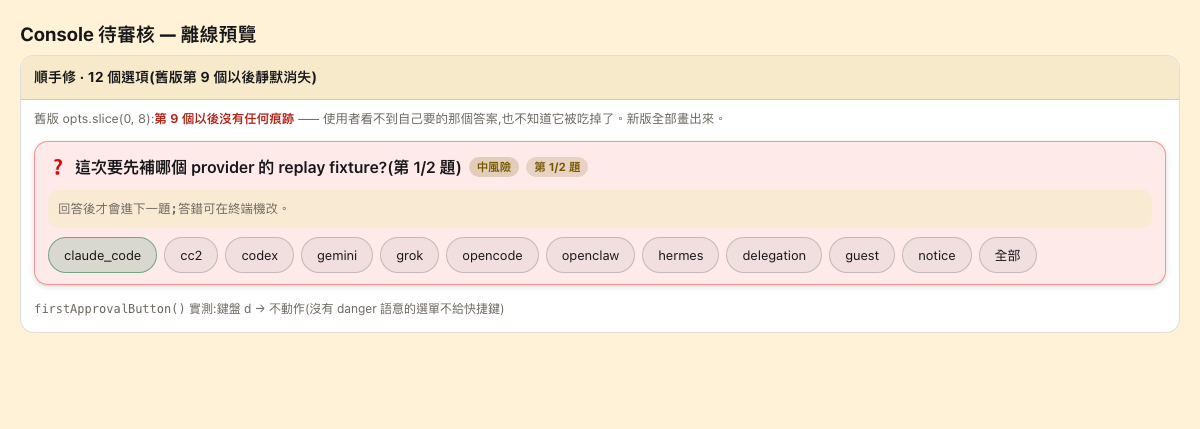 Console 待審核 — 離線預覽
順手修 · 12 個選項(舊版第 9 個以後靜默消失)
舊版 opts.slice(0, 8):第 9 個以後沒有任何痕跡 —— 使用者看不到自己要的那個答案,也不知道它被吃掉了。新版全部畫出來。
❓ 這次要先補哪個 provider 的 replay fixture?(第 1/2 題) 中風險 第 1/2 題
回答後才會進下一題;答錯可在終端機改。
claude_code cc2 codex gemini grok opencode openclaw hermes delegation guest notice 全部
firstApprovalButton() 實測:鍵盤 d → 不動作(沒有 danger 語意的選單不給快捷鍵)